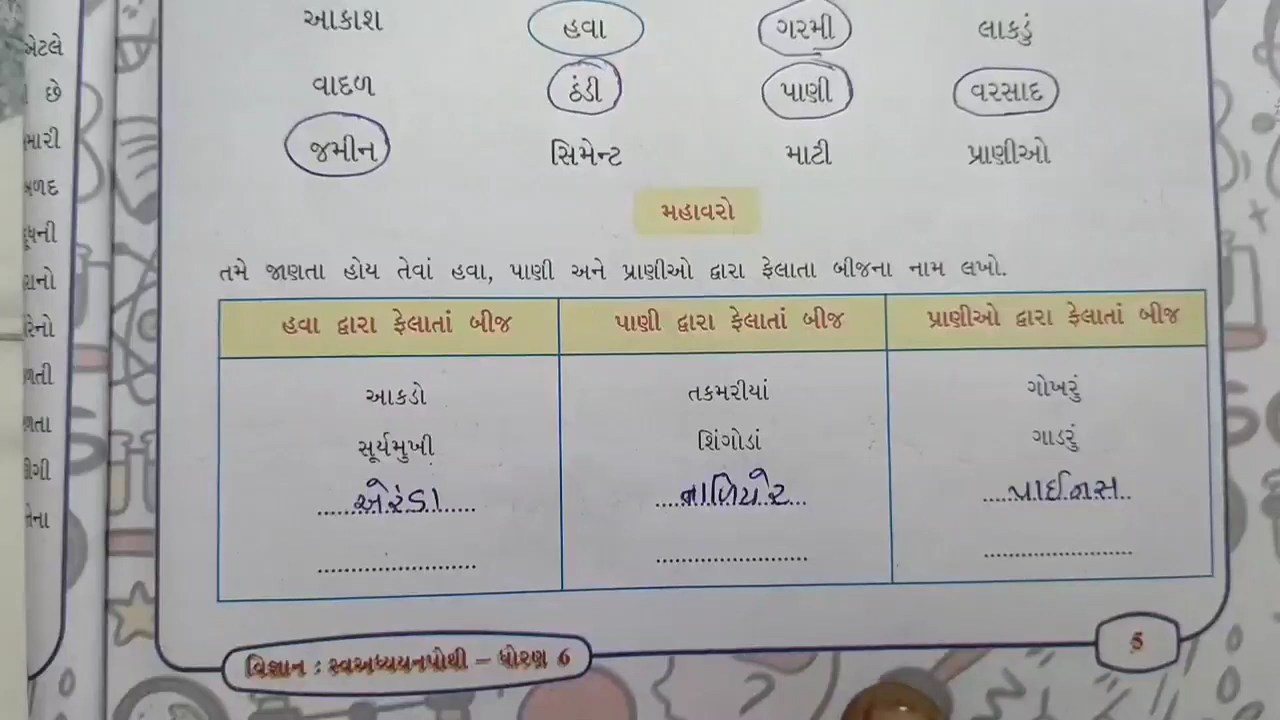 આકાશ હવા ગરમી લાકડું
વાદળ ઠંડી પાણી વરસાદ
જમીન સિમેન્ટ માટી પ્રાણીઓ
મહાવરો
તમે જાણતા હોય તેવાં હવા, પાણી અને પ્રાણીઓ દ્વારા ફેલાતા બીજના નામ લખો.
હવા દ્વારા ફેલાતાં બીજ પાણી દ્વારા ફેલાતાં બીજ પ્રાણીઓ દ્વારા ફેલાતાં બીજ
આકડો તકમરીયાં ગોખરું
સૂર્યમુખી શિંગોડાં ગાડરું
એરંડા નાળિયેર પાઈનસ
વિજ્ઞાન : સ્વઅધ્યયનપોથી – ધોરણ 6
5